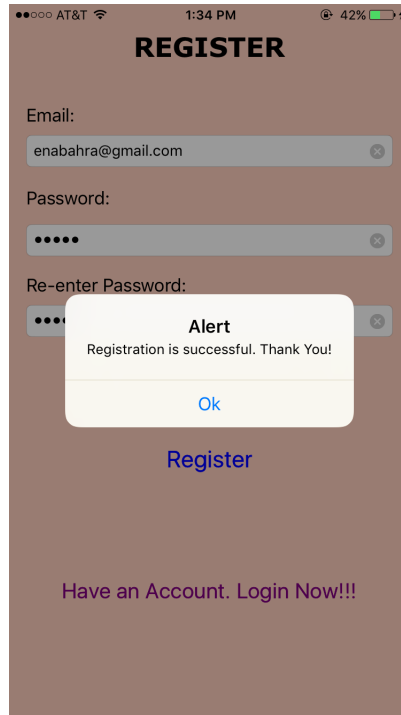 AT&T 1:34 PM 42%
REGISTER
Email:
enabahra@gmail.com
Password:
•••••
Re-enter Password:
Alert
Registration is successful. Thank You!
Ok
Register
Have an Account. Login Now!!!